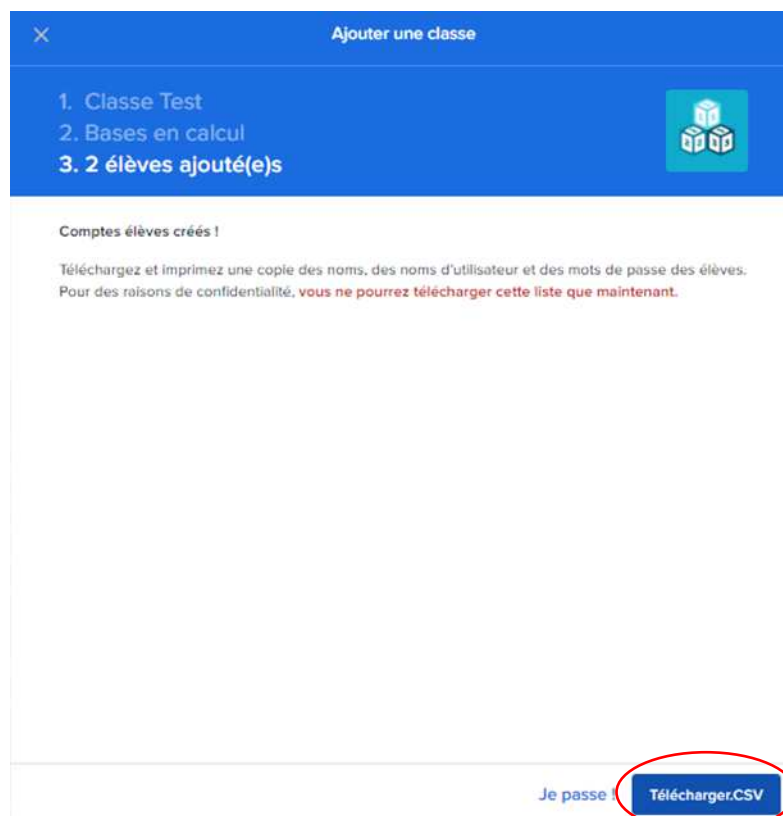 Ajouter une classe
1. Classe Test
2. Bases en calcul
3. 2 élèves ajouté(e)s
Comptes élèves créés !
Téléchargez et imprimez une copie des noms, des noms d'utilisateur et des mots de passe des élèves.
Pour des raisons de confidentialité, vous ne pourrez télécharger cette liste que maintenant.
Je passe !
Télécharger.CSV